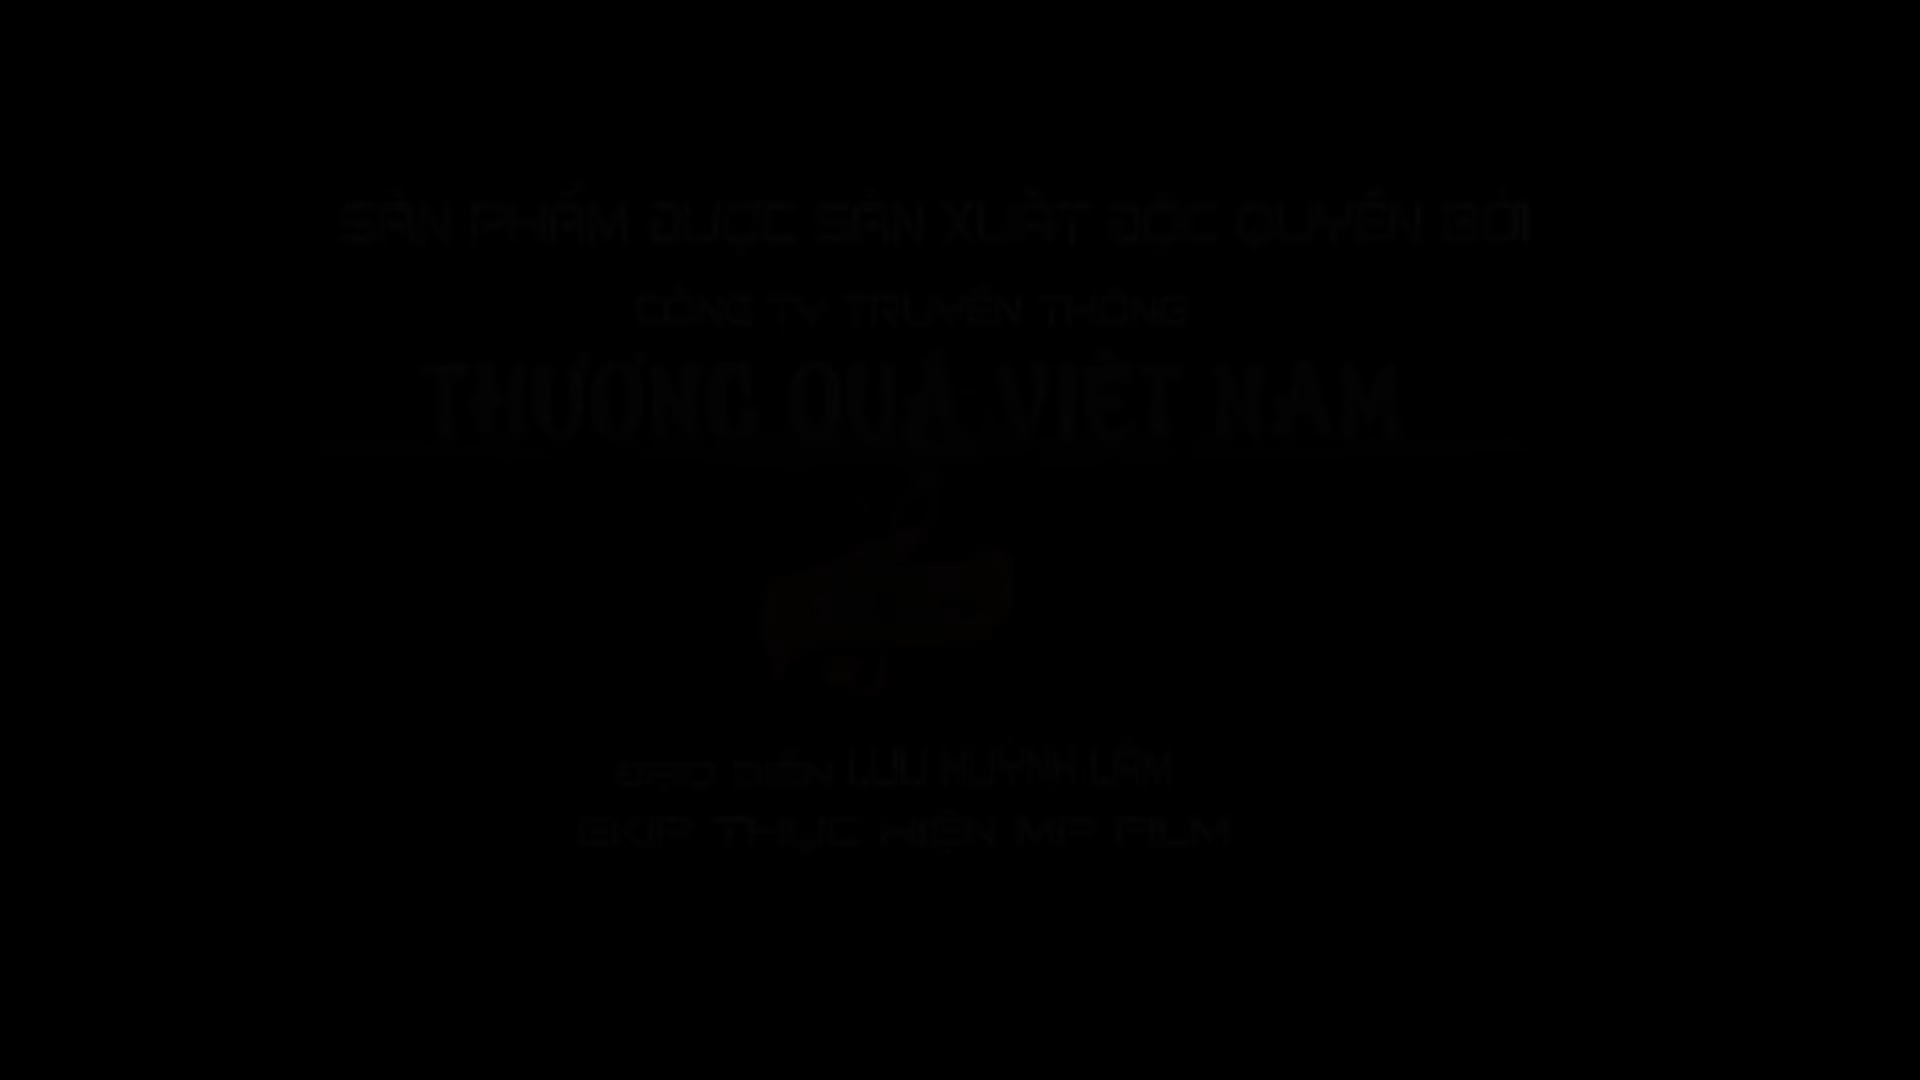 SẢN PHẨM ĐƯỢC SẢN XUẤT ĐỘC QUYỀN BỞI
CÔNG TY TRUYỀN THÔNG
THƯƠNG QUÁ VIỆT NAM
ĐẠO DIỄN LƯU HUỲNH LÂM
EKIP THỰC HIỆN MP FILM